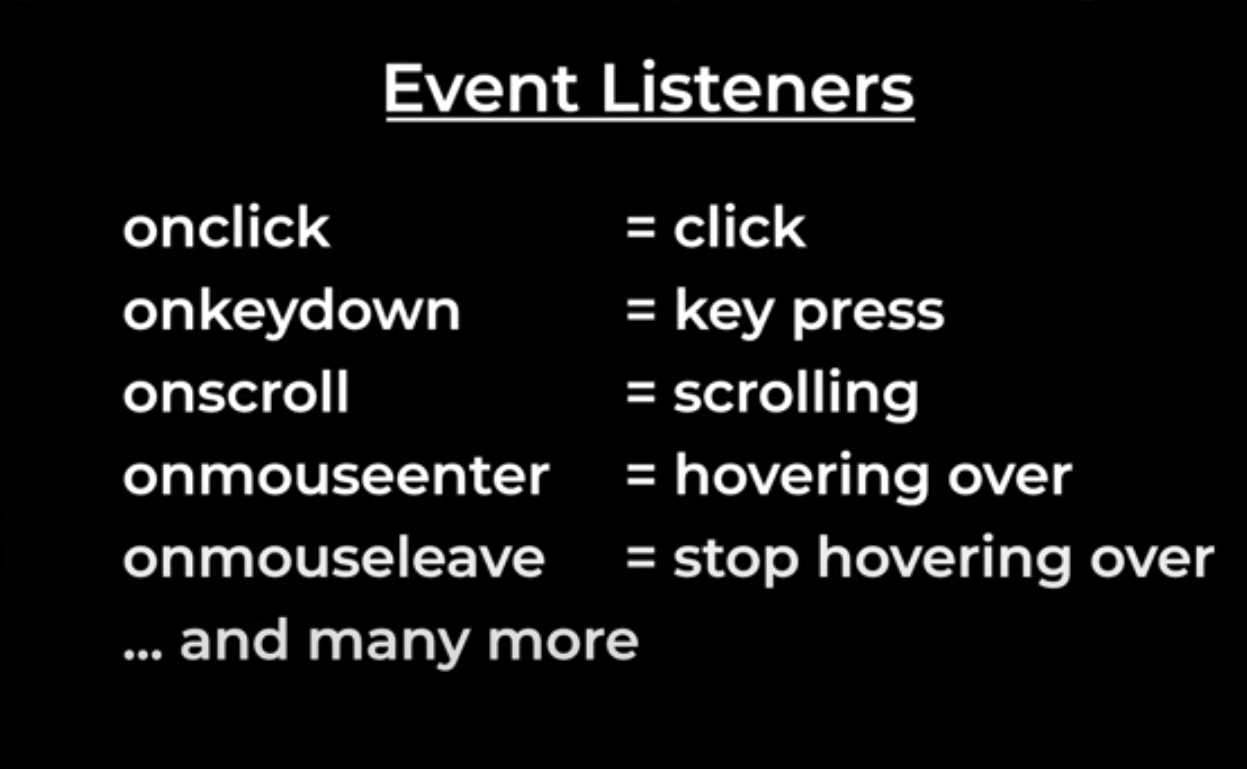 Event Listeners
onclick = click
onkeydown = key press
onscroll = scrolling
onmouseenter = hovering over
onmouseleave = stop hovering over
... and many more